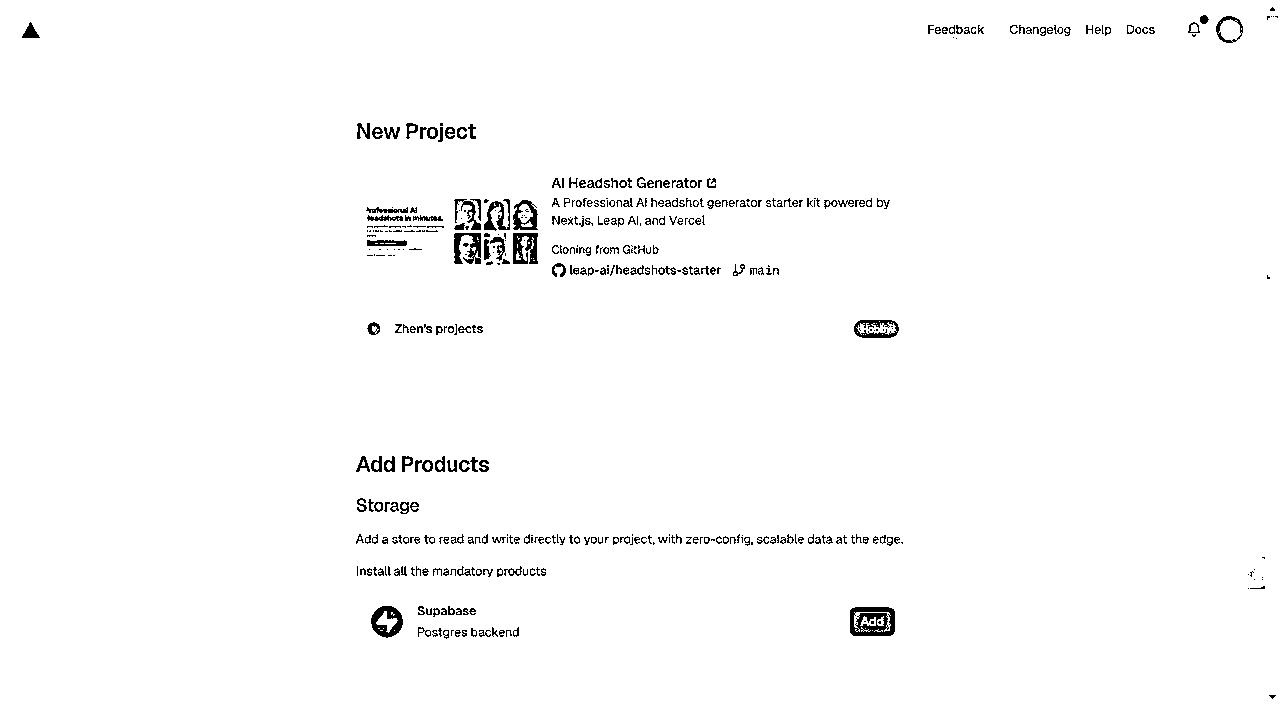 Feedback
Changelog
Help
Docs
New Project
AI Headshot Generator
A Professional AI headshot generator starter kit powered by
Next.js, Leap AI, and Vercel
Professional AI
headshots in minutes.
Cloning from GitHub
leap-ai/headshots-starter
main
Zhen's projects
Hobby
Add Products
Storage
Add a store to read and write directly to your project, with zero-config, scalable data at the edge.
Install all the mandatory products
Supabase
Postgres backend
Add